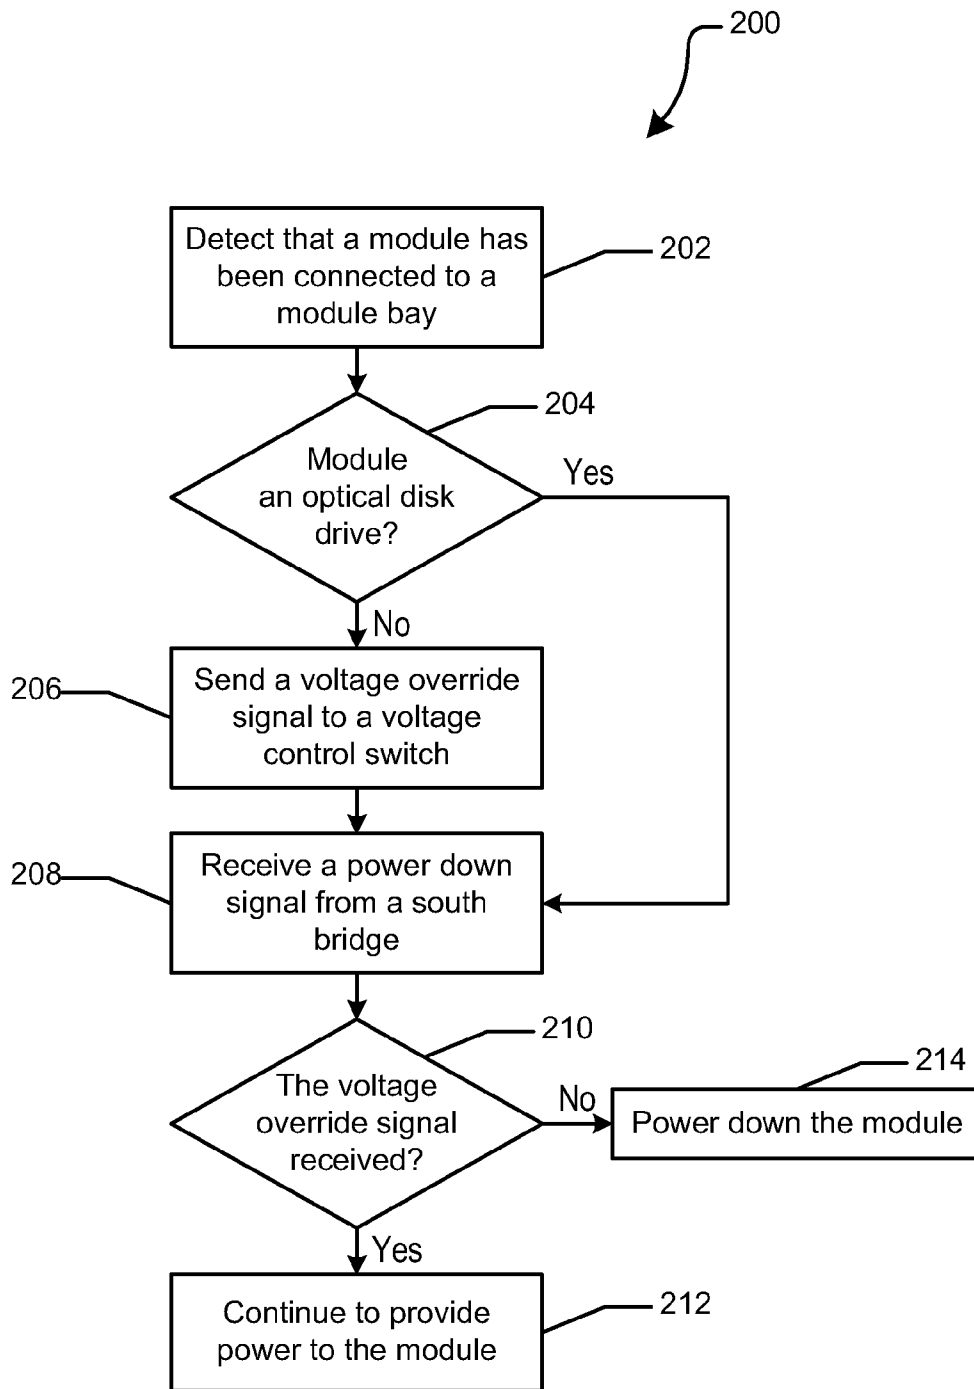 200
Detect that a module has
been connected to a
module bay
202
204
Module
an optical disk
drive?
Yes
No
206
Send a voltage override
signal to a voltage
control switch
208
Receive a power down
signal from a south
bridge
210
The voltage
override signal
received?
No
214
Power down the module
Yes
Continue to provide
power to the module
212